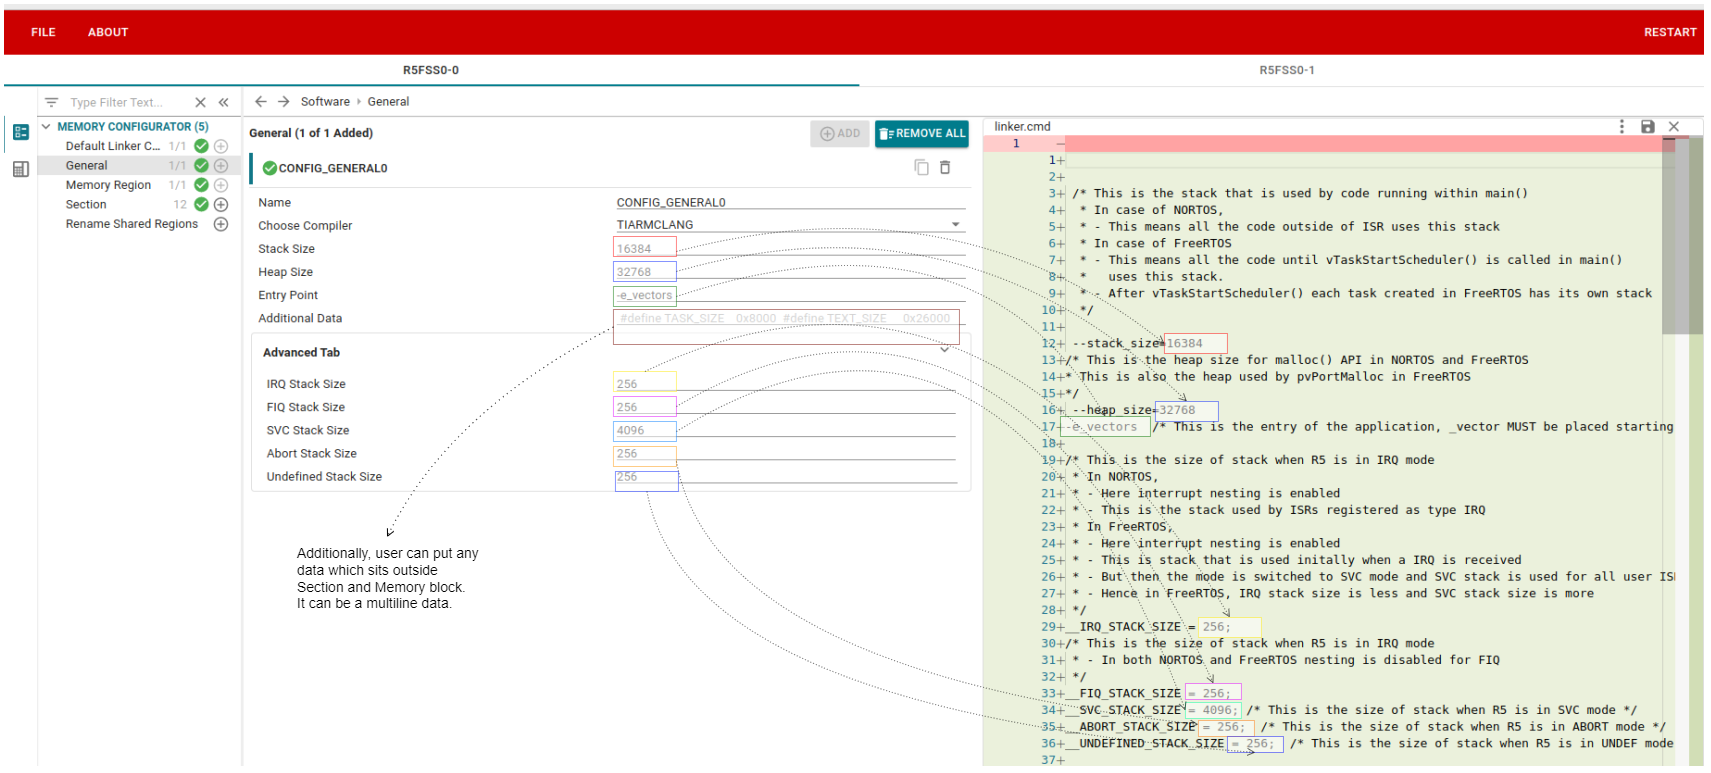 FILE ABOUT RESTART
R5FSS0-0 R5FSS0-1
Type Filter Text...
MEMORY CONFIGURATOR (5)
Default Linker C... 1/1
General 1/1
Memory Region 1/1
Section 12
Rename Shared Regions
Software › General
General (1 of 1 Added)
ADD REMOVE ALL
CONFIG_GENERAL0
Name CONFIG_GENERAL0
Choose Compiler TIARMCLANG
Stack Size 16384
Heap Size 32768
Entry Point -e_vectors
Additional Data #define TASK_SIZE 0x8000 #define TEXT_SIZE 0x26000
Advanced Tab
IRQ Stack Size 256
FIQ Stack Size 256
SVC Stack Size 4096
Abort Stack Size 256
Undefined Stack Size 256
Additionally, user can put any
data which sits outside
Section and Memory block.
It can be a multiline data.
linker.cmd
1 —
1+
2+
3+ /* This is the stack that is used by code running within main()
4+ * In case of NORTOS,
5+ * - This means all the code outside of ISR uses this stack
6+ * In case of FreeRTOS
7+ * - This means all the code until vTaskStartScheduler() is called in main()
8+ * uses this stack.
9+ * - After vTaskStartScheduler() each task created in FreeRTOS has its own stack
10+ */
11+
12+ --stack_size=16384
13+/* This is the heap size for malloc() API in NORTOS and FreeRTOS
14+* This is also the heap used by pvPortMalloc in FreeRTOS
15+*/
16+ --heap_size=32768
17+-e_vectors /* This is the entry of the application, _vector MUST be placed starting
18+
19+/* This is the size of stack when R5 is in IRQ mode
20+ * In NORTOS,
21+ * - Here interrupt nesting is enabled
22+ * - This is the stack used by ISRs registered as type IRQ
23+ * In FreeRTOS,
24+ * - Here interrupt nesting is enabled
25+ * - This is stack that is used initally when a IRQ is received
26+ * - But then the mode is switched to SVC mode and SVC stack is used for all user ISR
27+ * - Hence in FreeRTOS, IRQ stack size is less and SVC stack size is more
28+ */
29+__IRQ_STACK_SIZE = 256;
30+/* This is the size of stack when R5 is in IRQ mode
31+ * - In both NORTOS and FreeRTOS nesting is disabled for FIQ
32+ */
33+__FIQ_STACK_SIZE = 256;
34+__SVC_STACK_SIZE = 4096; /* This is the size of stack when R5 is in SVC mode */
35+__ABORT_STACK_SIZE = 256; /* This is the size of stack when R5 is in ABORT mode */
36+__UNDEFINED_STACK_SIZE = 256; /* This is the size of stack when R5 is in UNDEF mode
37+